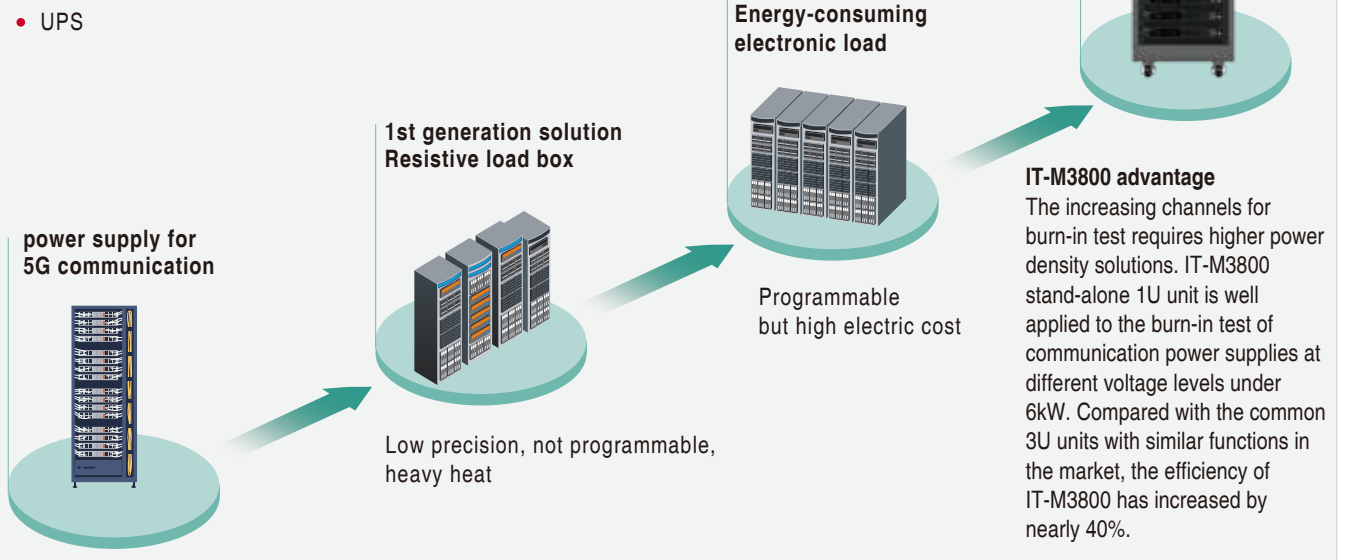 UPS
Energy-consuming
electronic load
1st generation solution
Resistive load box
power supply for
5G communication
Low precision, not programmable,
heavy heat
Programmable
but high electric cost
IT-M3800 advantage
The increasing channels for
burn-in test requires higher power
density solutions. IT-M3800
stand-alone 1U unit is well
applied to the burn-in test of
communication power supplies at
different voltage levels under
6kW. Compared with the common
3U units with similar functions in
the market, the efficiency of
IT-M3800 has increased by
nearly 40%.